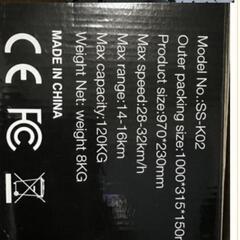 Model No.:SS-K02
Outer packing size:1000*315*150m
Product size:970*230mm
Max speed:28-32km/h
Max range:14-16km
Max capacity:120KG
Weight Net: weight 8KG
MADE IN CHINA
CE FC